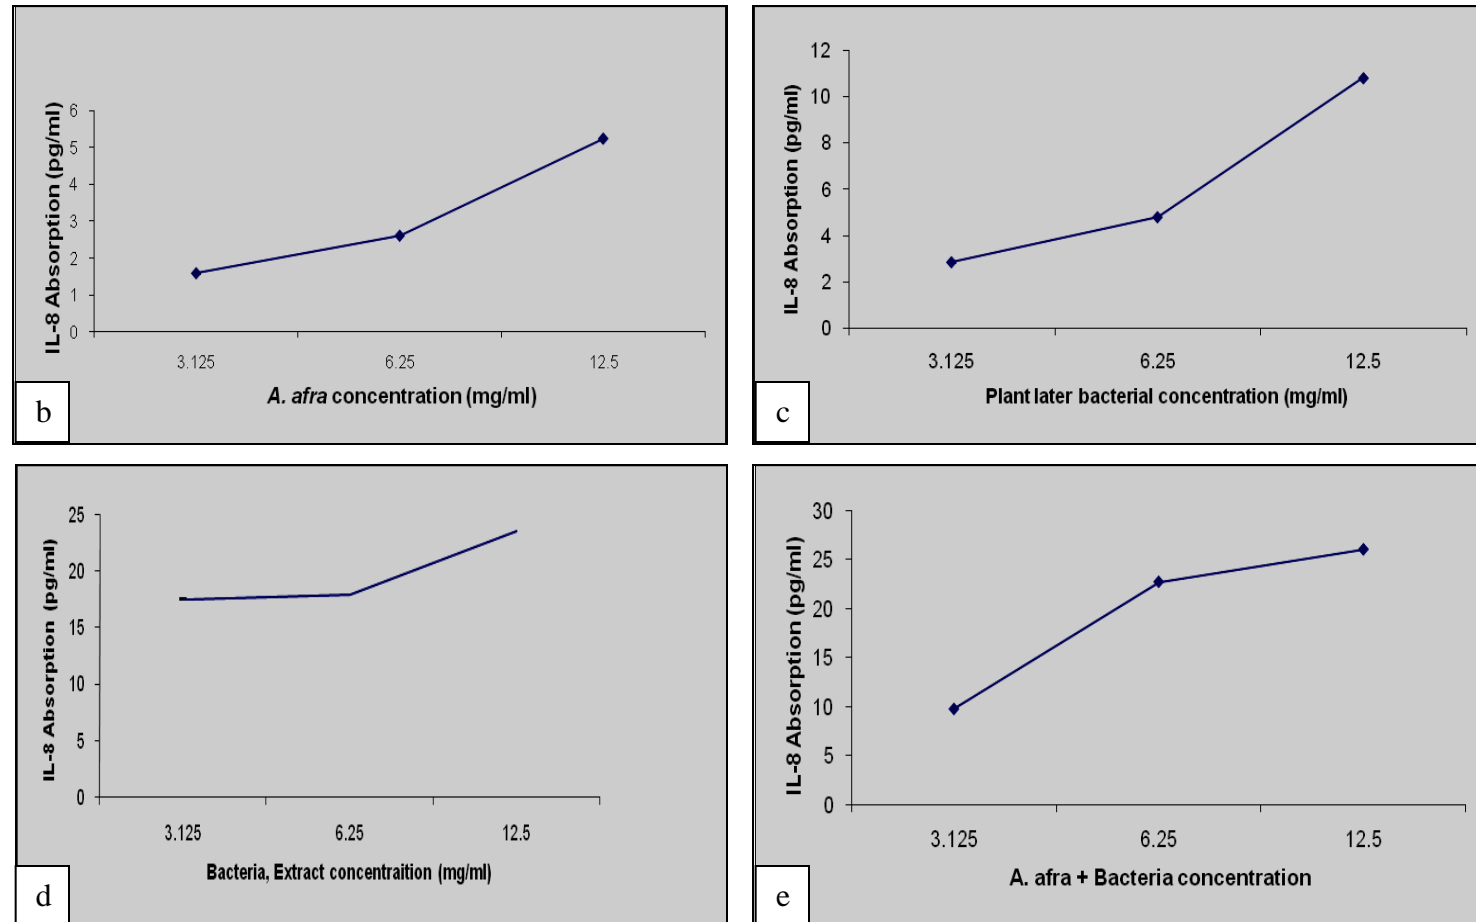 IL-8 Absorption (pg/ml)
6
5
4
3
2
1
0
3.125 6.25 12.5
A. afra concentration (mg/ml)
b
IL-8 Absorption (pg/ml)
12
10
8
6
4
2
0
3.125 6.25 12.5
Plant later bacterial concentration (mg/ml)
c
IL-8 Absorption (pg/ml)
25
20
15
10
5
0
3.125 6.25 12.5
Bacteria, Extract concentraition (mg/ml)
d
IL-8 Absorption (pg/ml)
30
25
20
15
10
5
0
3.125 6.25 12.5
A. afra + Bacteria concentration
e